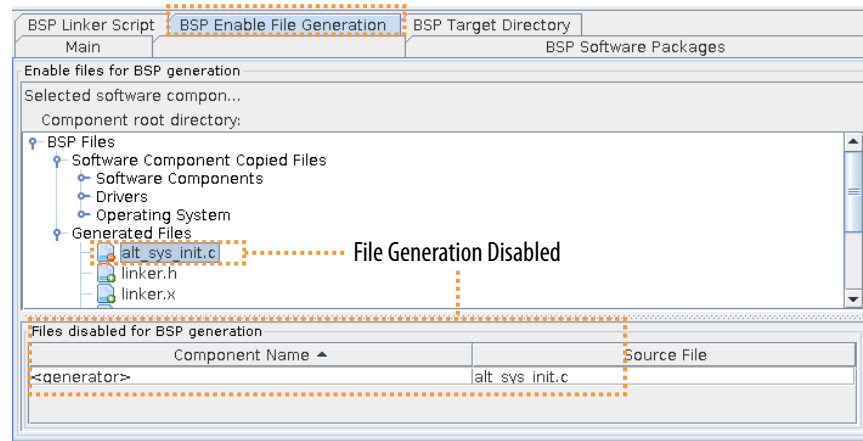 BSP Linker Script BSP Enable File Generation BSP Target Directory
Main BSP Software Packages
Enable files for BSP generation
Selected software compon...
Component root directory:
BSP Files
Software Component Copied Files
Software Components
Drivers
Operating System
Generated Files
alt_sys_init.c File Generation Disabled
linker.h
linker.x
Files disabled for BSP generation
Component Name Source File
<generator> alt_sys_init.c